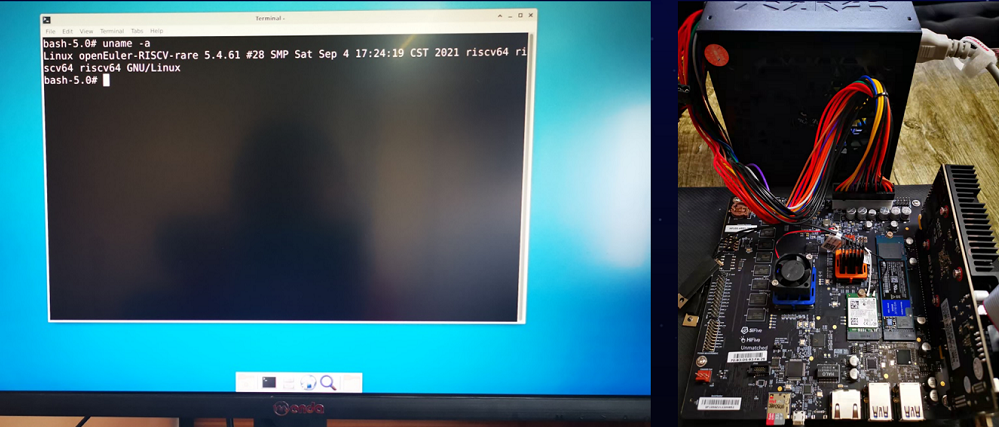 Terminal -
File Edit View Terminal Tabs Help
bash-5.0# uname -a
Linux openEuler-RISCV-rare 5.4.61 #28 SMP Sat Sep 4 17:24:19 CST 2021 riscv64 ri
scv64 riscv64 GNU/Linux
bash-5.0#
onda
SiFive
HiFive
Unmatched